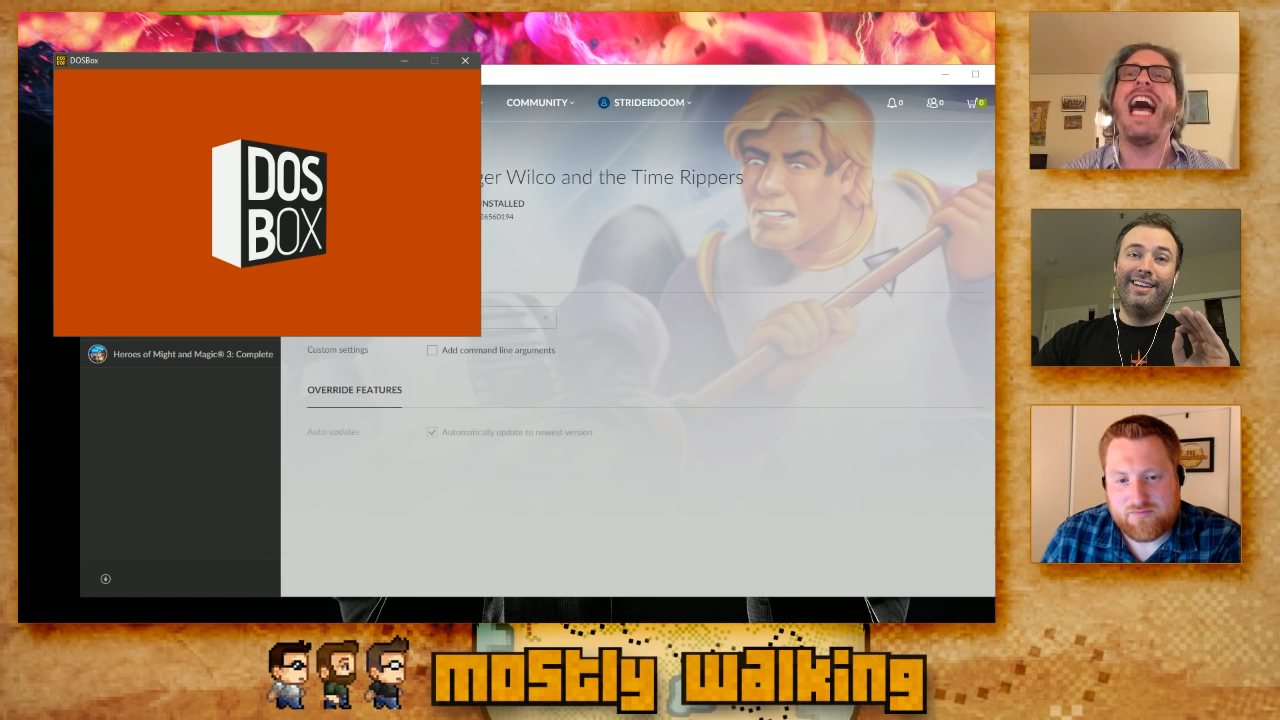 DOSBox
DOS
BOX
COMMUNITY
STRIDERDOOM
0
0
0
ger Wilco and the Time Rippers
INSTALLED
26560194
Heroes of Might and Magic® 3: Complete
Custom settings
Add command line arguments
OVERRIDE FEATURES
Auto-updates
Automatically update to newest version
mostly walking